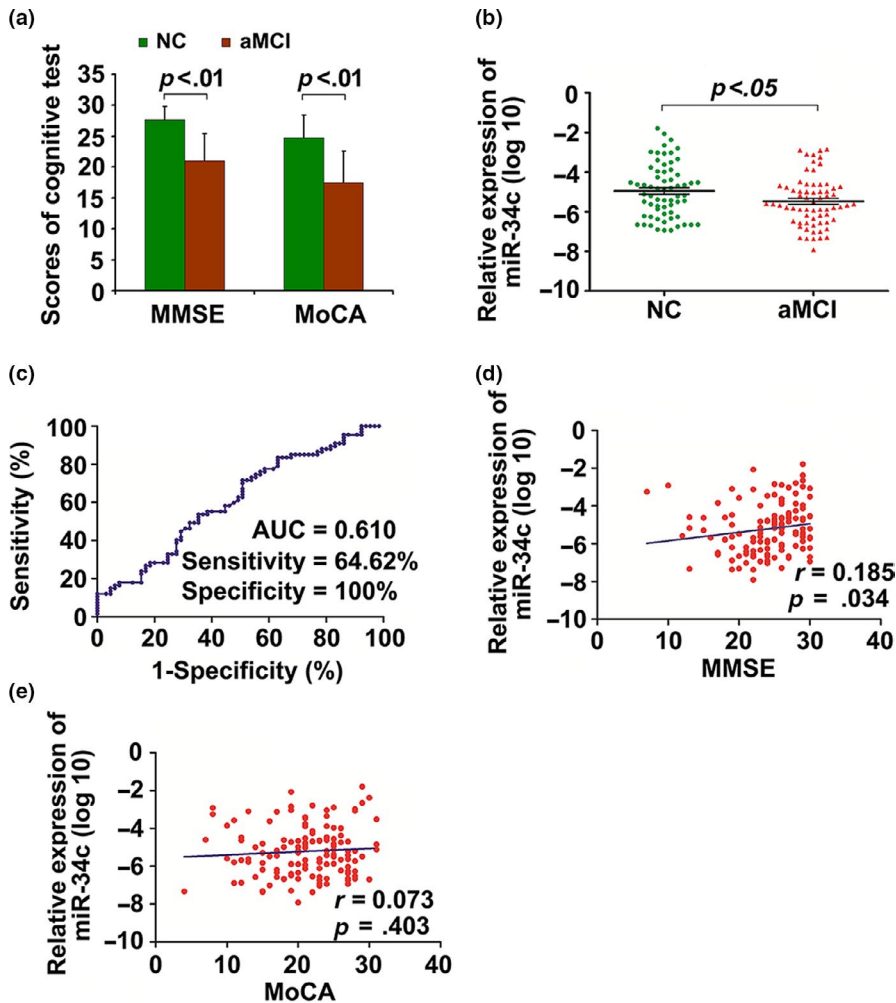 (a)
NC aMCI
Scores of cognitive test
35
30
25
20
15
10
5
0
p<.01 p<.01
MMSE MoCA
(b)
Relative expression of
miR-34c (log 10)
0
−2
−4
−6
−8
−10
p<.05
NC aMCI
(c)
Sensitivity (%)
100
80
60
40
20
0
AUC = 0.610
Sensitivity = 64.62%
Specificity = 100%
0 20 40 60 80 100
1-Specificity (%)
(d)
Relative expression of
miR-34c (log 10)
0
−2
−4
−6
−8
−10
r = 0.185
p = .034
0 10 20 30 40
MMSE
(e)
Relative expression of
miR-34c (log 10)
0
−2
−4
−6
−8
−10
r = 0.073
p = .403
0 10 20 30 40
MoCA